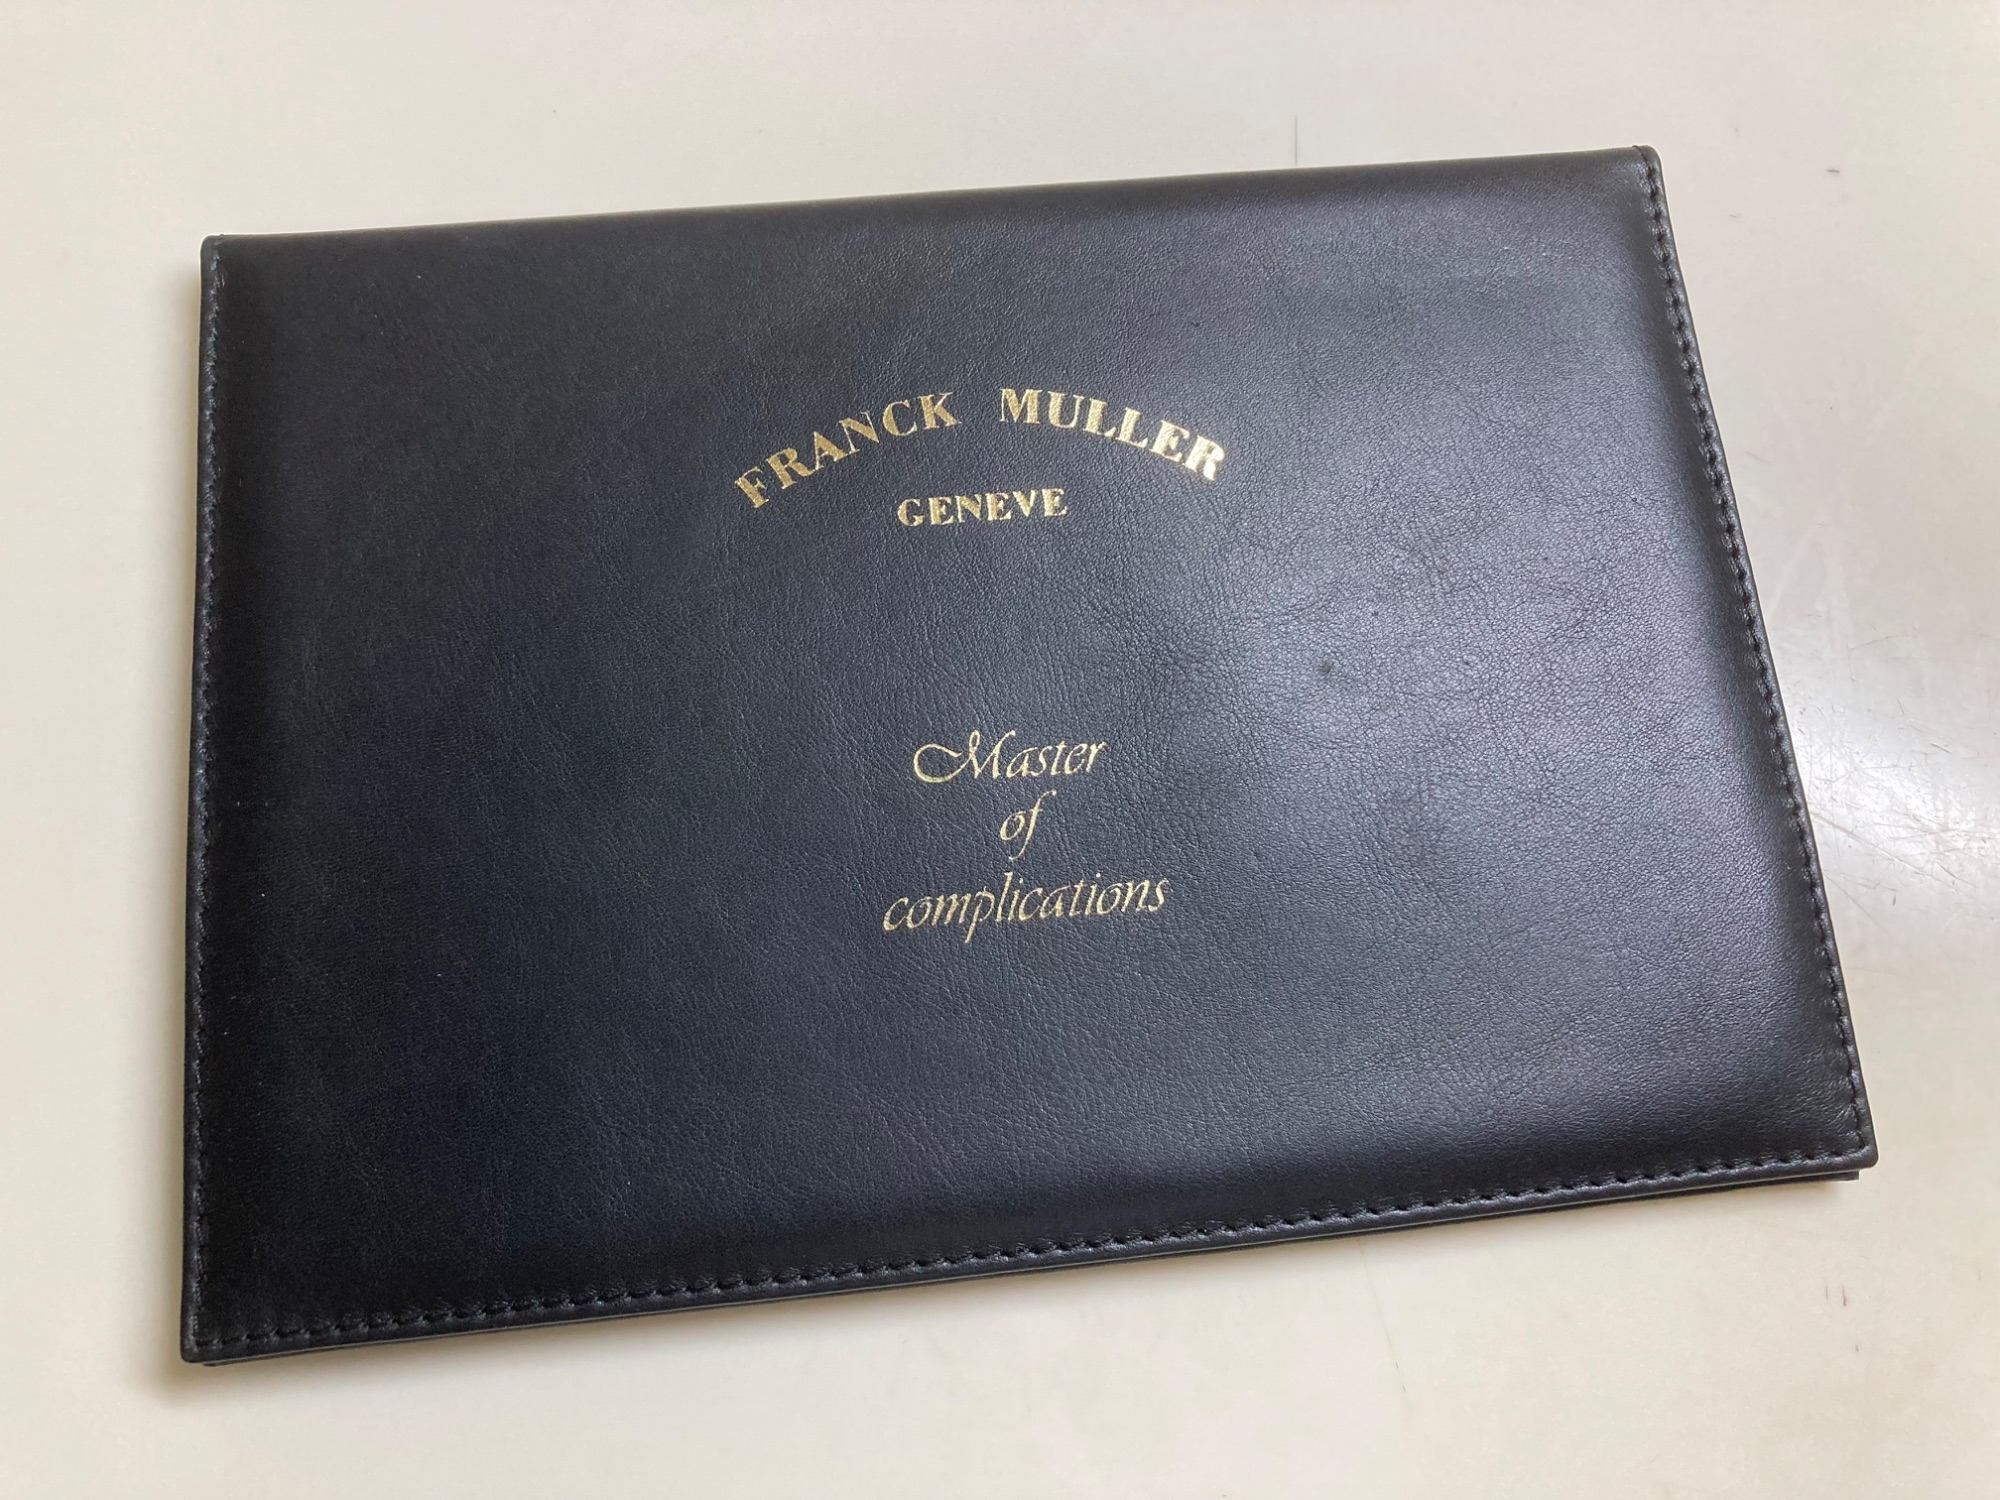 FRANCK MULLER
GENEVE
Master
of
complications